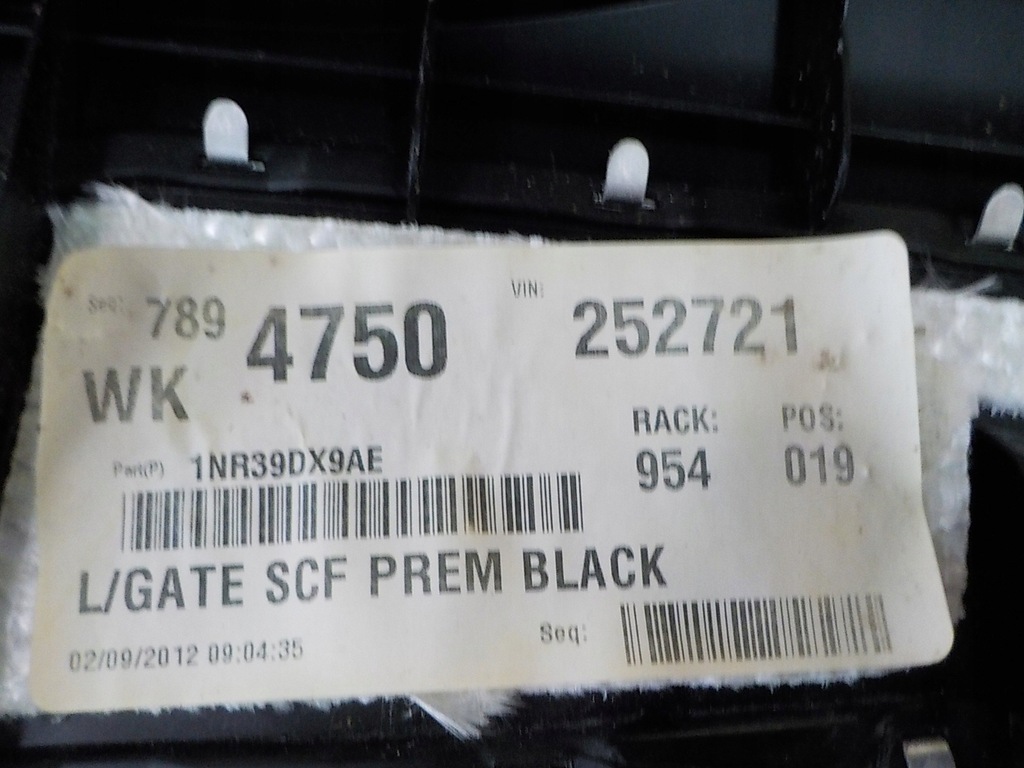 Seq: 789 4750 VIN: 252721
WK
RACK: POS:
Part(P) 1NR39DX9AE 954 019
L/GATE SCF PREM BLACK
02/09/2012 09:04:35 Seq: